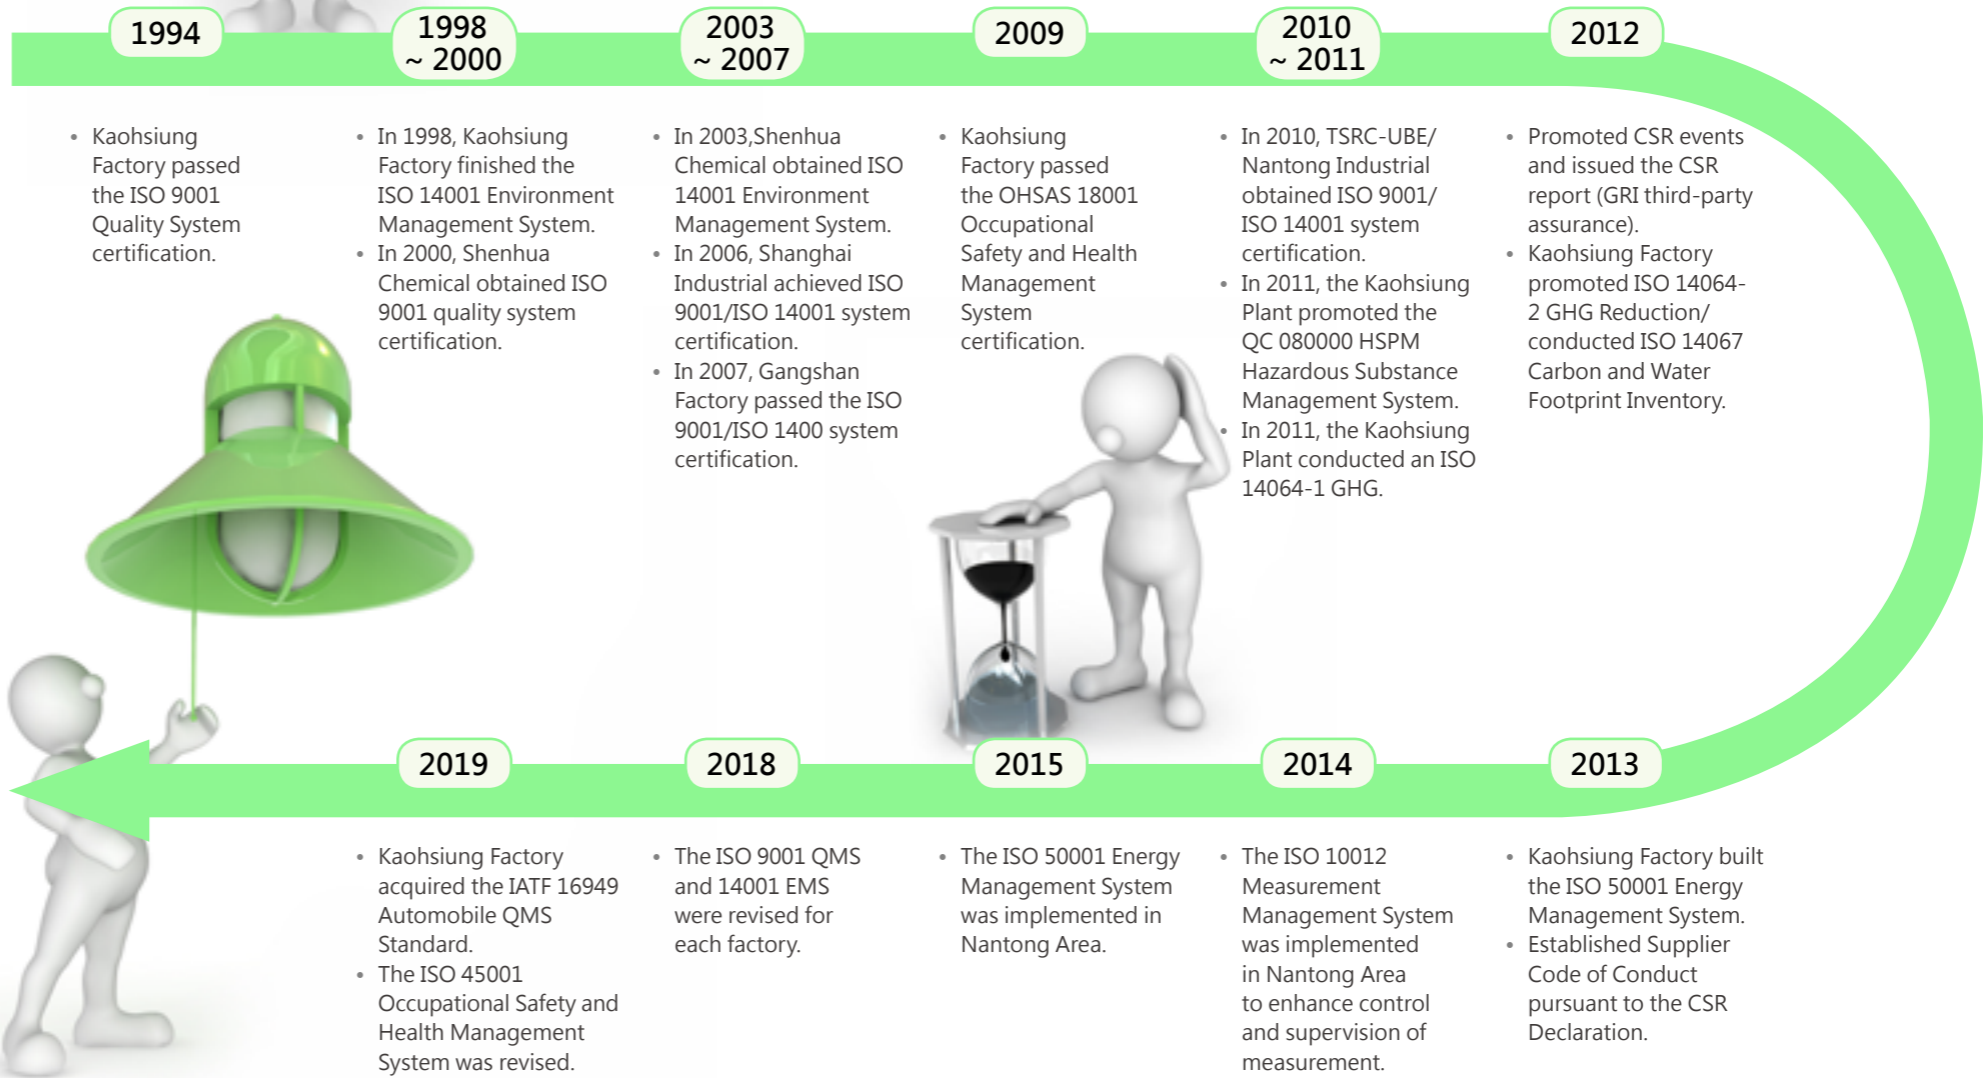 1994
• Kaohsiung
Factory passed
the ISO 9001
Quality System
certification.
1998
~ 2000
• In 1998, Kaohsiung
Factory finished the
ISO 14001 Environment
Management System.
• In 2000, Shenhua
Chemical obtained ISO
9001 quality system
certification.
2003
~ 2007
• In 2003,Shenhua
Chemical obtained ISO
14001 Environment
Management System.
• In 2006, Shanghai
Industrial achieved ISO
9001/ISO 14001 system
certification.
• In 2007, Gangshan
Factory passed the ISO
9001/ISO 1400 system
certification.
2009
• Kaohsiung
Factory passed
the OHSAS 18001
Occupational
Safety and Health
Management
System
certification.
2010
~ 2011
• In 2010, TSRC-UBE/
Nantong Industrial
obtained ISO 9001/
ISO 14001 system
certification.
• In 2011, the Kaohsiung
Plant promoted the
QC 080000 HSPM
Hazardous Substance
Management System.
• In 2011, the Kaohsiung
Plant conducted an ISO
14064-1 GHG.
2012
• Promoted CSR events
and issued the CSR
report (GRI third-party
assurance).
• Kaohsiung Factory
promoted ISO 14064-
2 GHG Reduction/
conducted ISO 14067
Carbon and Water
Footprint Inventory.
2013
• Kaohsiung Factory built
the ISO 50001 Energy
Management System.
• Established Supplier
Code of Conduct
pursuant to the CSR
Declaration.
2014
• The ISO 10012
Measurement
Management System
was implemented
in Nantong Area
to enhance control
and supervision of
measurement.
2015
• The ISO 50001 Energy
Management System
was implemented in
Nantong Area.
2018
• The ISO 9001 QMS
and 14001 EMS
were revised for
each factory.
2019
• Kaohsiung Factory
acquired the IATF 16949
Automobile QMS
Standard.
• The ISO 45001
Occupational Safety and
Health Management
System was revised.